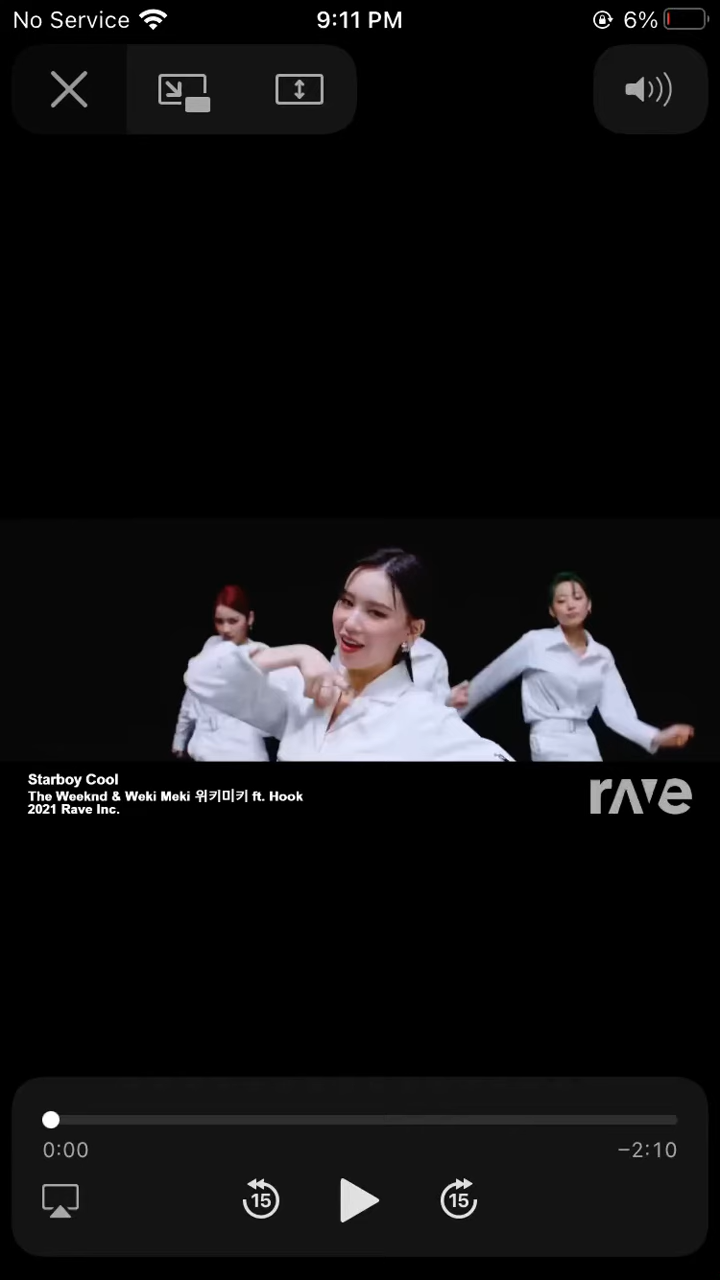 No Service 9:11 PM 6%
Starboy Cool
The Weeknd & Weki Meki 위키미키 ft. Hook
2021 Rave Inc.
rave
0:00 −2:10
15 15